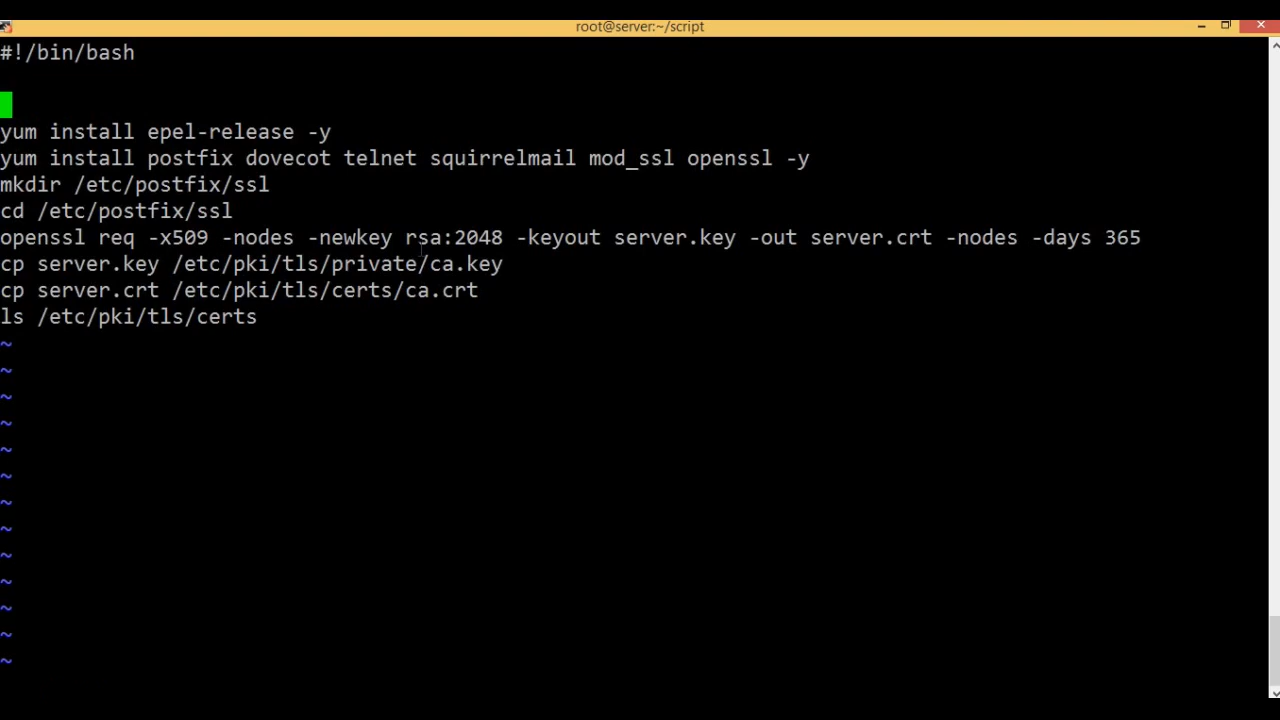 root@server:~/script
#!/bin/bash
yum install epel-release -y
yum install postfix dovecot telnet squirrelmail mod_ssl openssl -y
mkdir /etc/postfix/ssl
cd /etc/postfix/ssl
openssl req -x509 -nodes -newkey rsa:2048 -keyout server.key -out server.crt -nodes -days 365
cp server.key /etc/pki/tls/private/ca.key
cp server.crt /etc/pki/tls/certs/ca.crt
ls /etc/pki/tls/certs
~
~
~
~
~
~
~
~
~
~
~
~
~